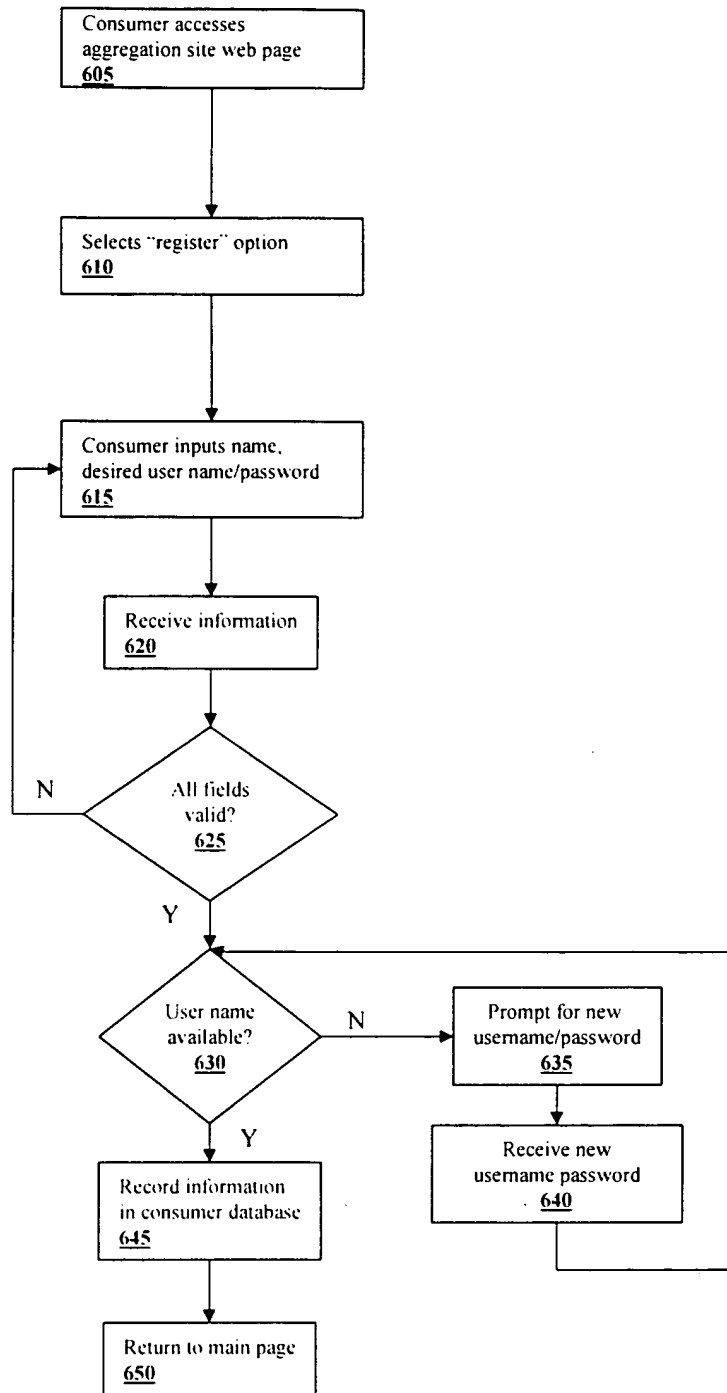 Consumer accesses
aggregation site web page
605
Selects "register" option
610
Consumer inputs name,
desired user name/password
615
Receive information
620
N
All fields
valid?
625
Y
User name
available?
630
N
Prompt for new
username/password
635
Y
Receive new
username password
640
Record information
in consumer database
645
Return to main page
650